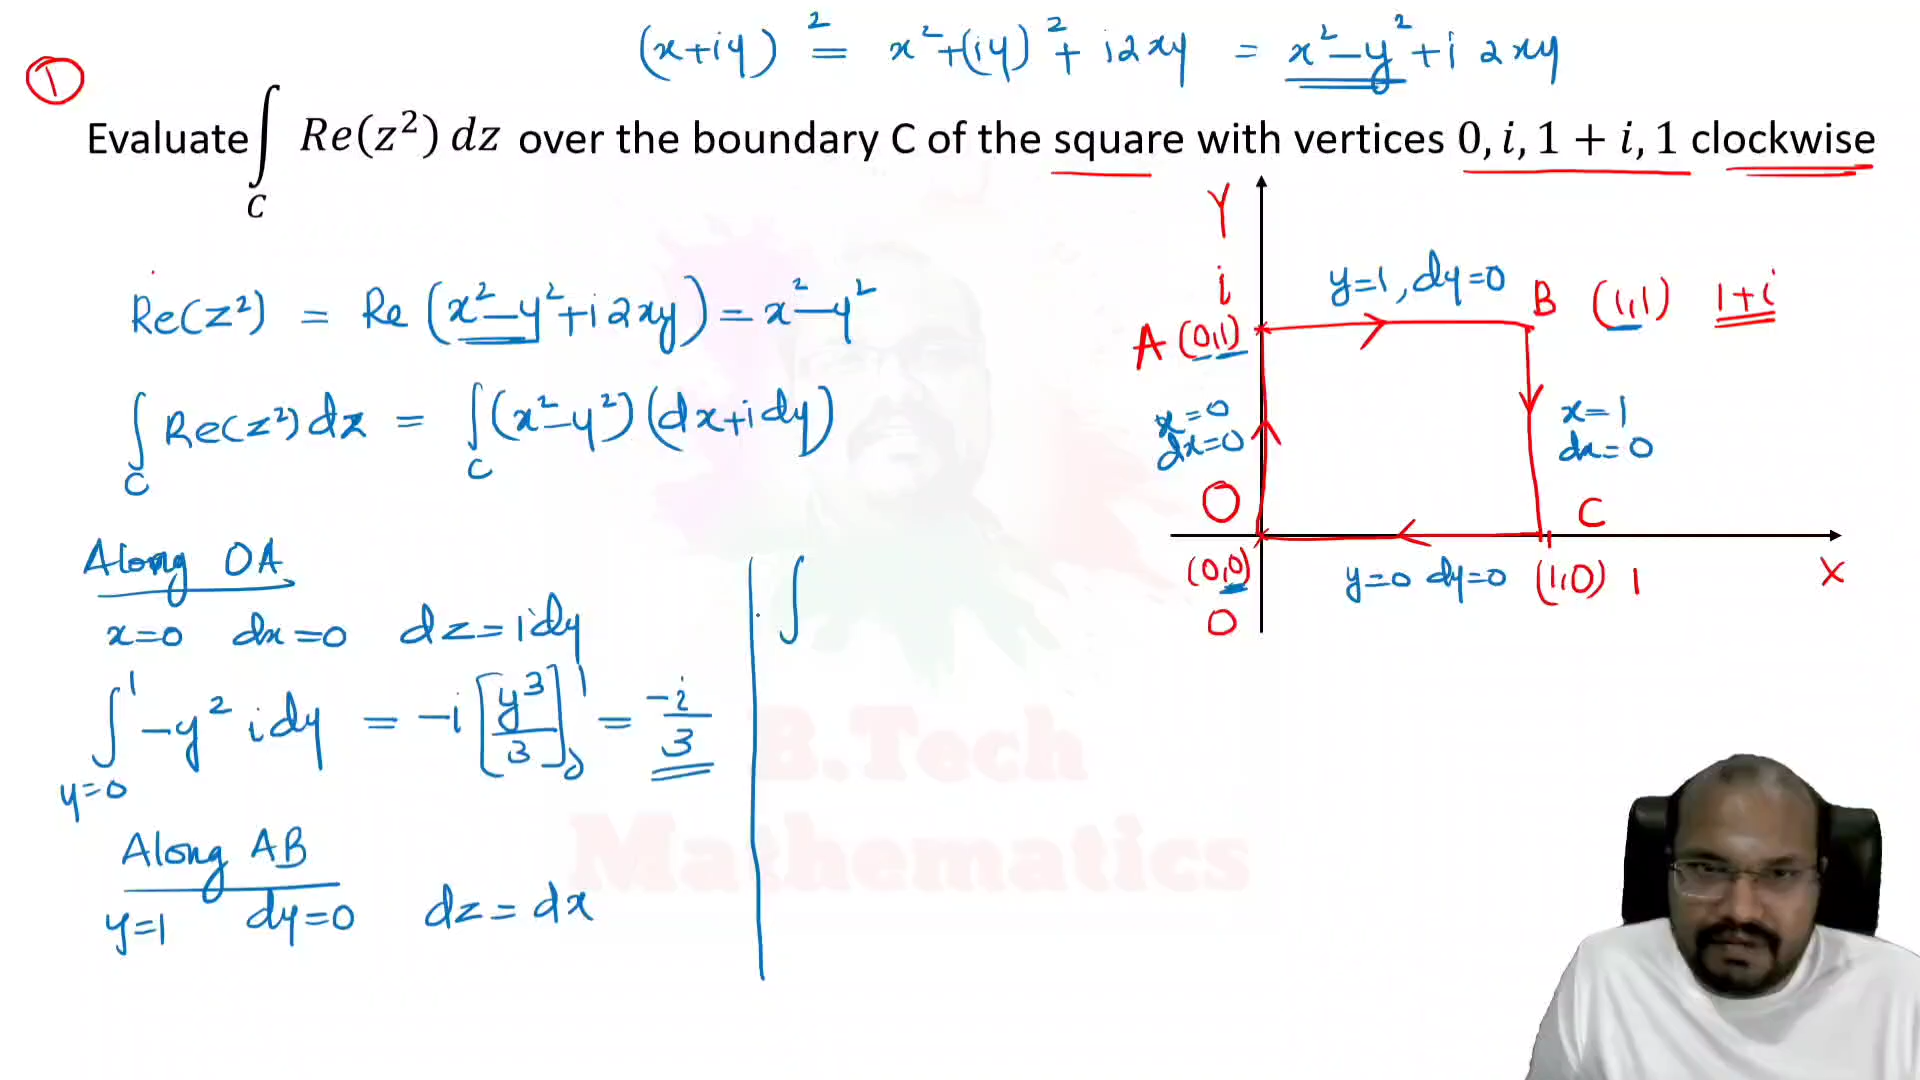 (x+iy)² = x²+(iy)²+ i2xy = x²-y²+i 2xy
①
Evaluate ∫_C Re(z²) dz over the boundary C of the square with vertices 0, i, 1 + i, 1 clockwise
Re(z²) = Re (x²-y²+i2xy) = x²-y²
∫_C Re(z²) dz = ∫_C (x²-y²)(dx+idy)
Along OA
x=0 dx=0 dz=idy
∫_{y=0}^{1} -y² idy = -i [y³/3]_0^1 = -i/3
Along AB
y=1 dy=0 dz=dx
∫
Y
i
y=1, dy=0
B (1,1) 1+i
A (0,1)
x=0
dx=0
x=1
dx=0
O
C
(0,0)
y=0 dy=0
(1,0) 1
X
O
B.Tech
Mathematics